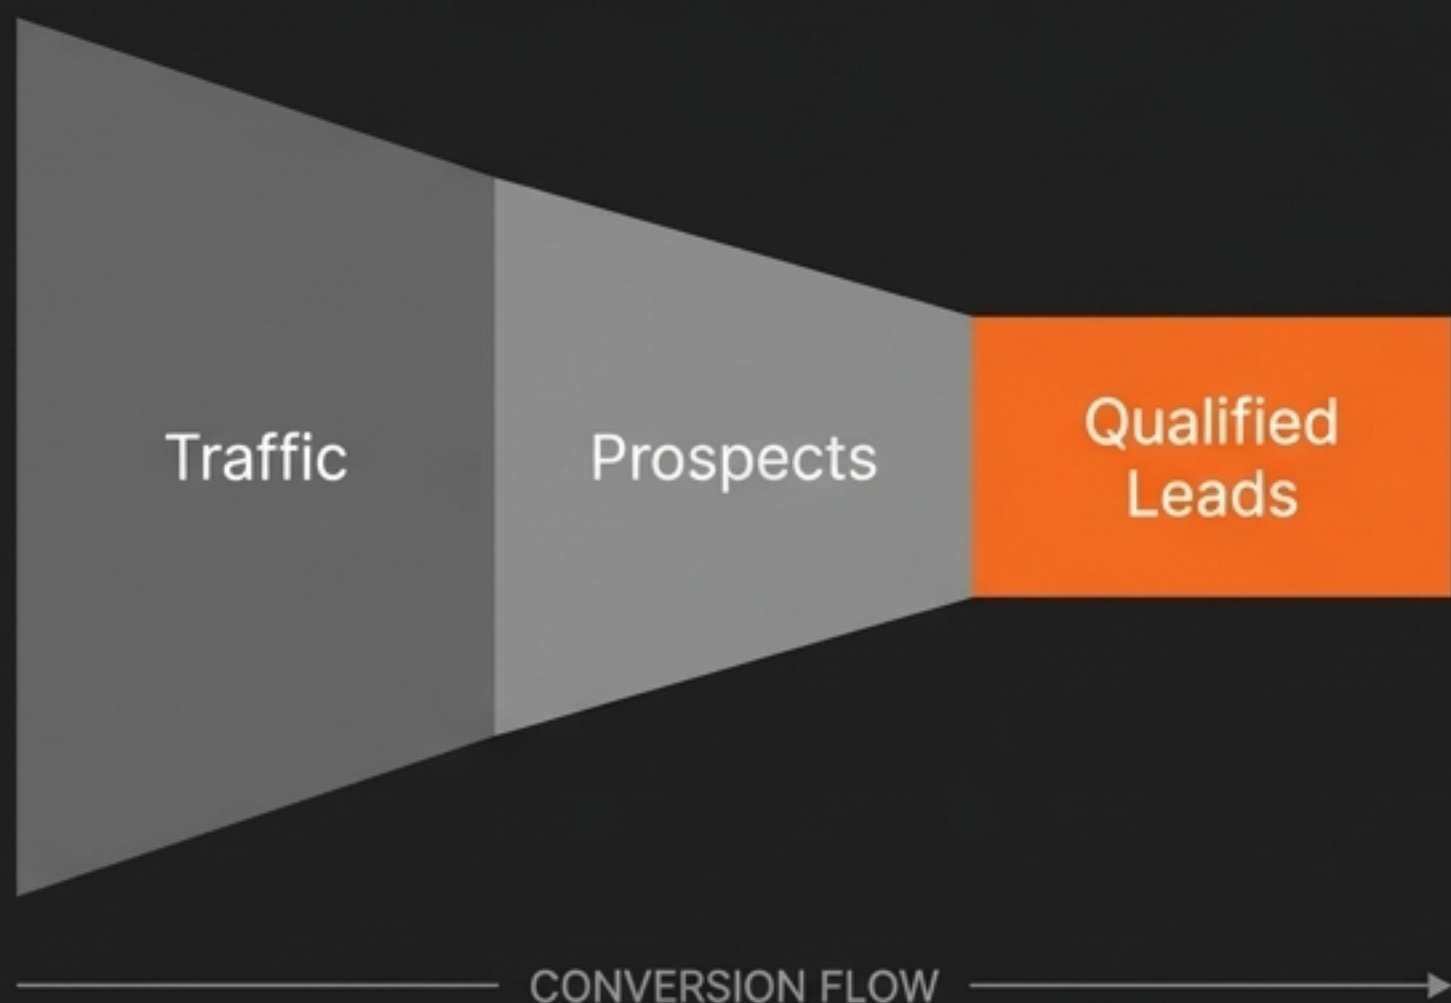 Traffic
Prospects
Qualified
Leads
CONVERSION FLOW